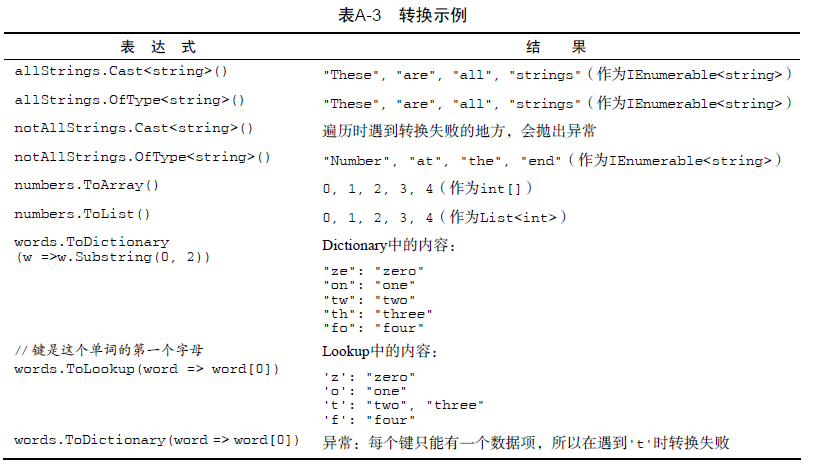 表A-3 转换示例
表 达 式 结 果
allStrings.Cast<string>() "These", "are", "all", "strings"(作为IEnumerable<string>)
allStrings.OfType<string>() "These", "are", "all", "strings"(作为IEnumerable<string>)
notAllStrings.Cast<string>() 遍历时遇到转换失败的地方，会抛出异常
notAllStrings.OfType<string>() "Number", "at", "the", "end"(作为IEnumerable<string>)
numbers.ToArray() 0, 1, 2, 3, 4(作为int[])
numbers.ToList() 0, 1, 2, 3, 4(作为List<int>)
words.ToDictionary Dictionary中的内容：
(w =>w.Substring(0, 2))
"ze": "zero"
"on": "one"
"tw": "two"
"th": "three"
"fo": "four"
// 键是这个单词的第一个字母 Lookup中的内容：
words.ToLookup(word => word[0])
'z': "zero"
'o': "one"
't': "two", "three"
'f': "four"
words.ToDictionary(word => word[0]) 异常：每个键只能有一个数据项，所以在遇到't'时转换失败